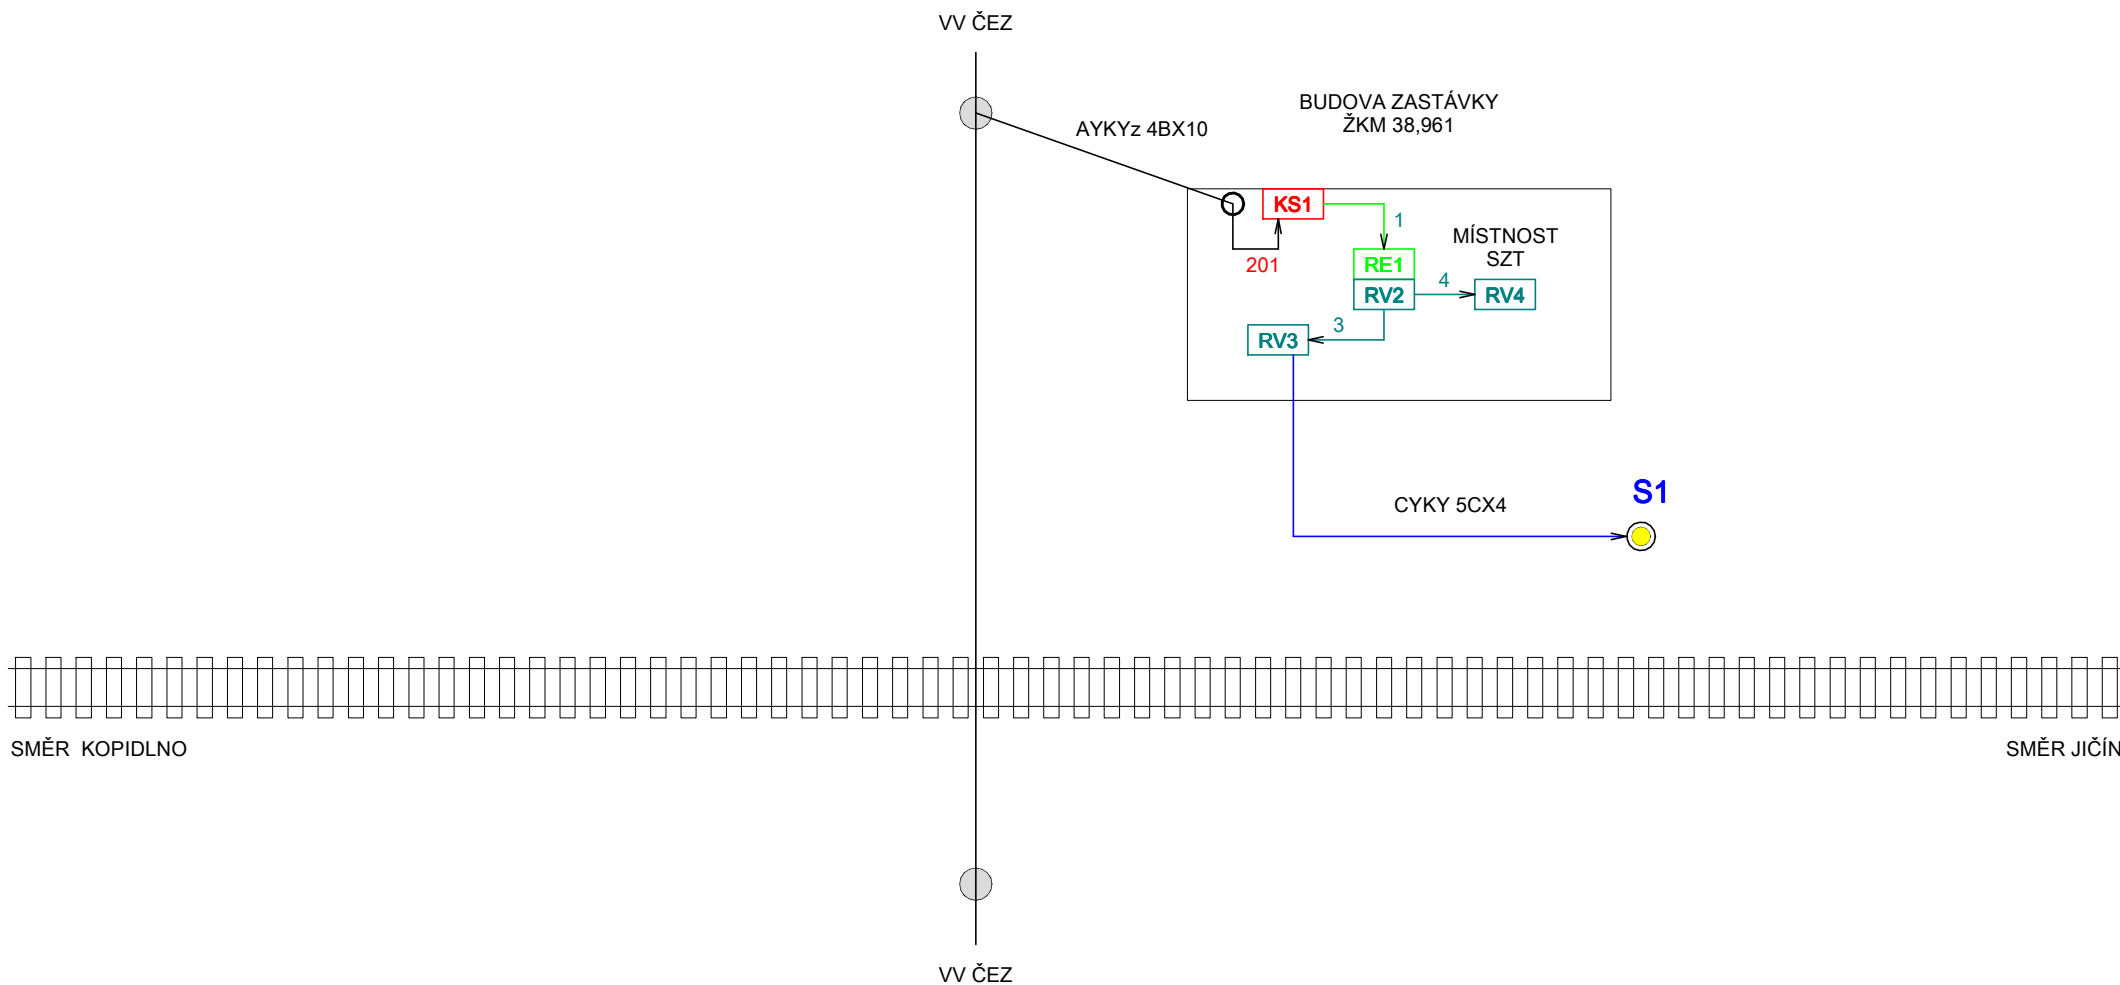 VV ČEZ
BUDOVA ZASTÁVKY
ŽKM 38,961
AYKYz 4BX10
KS1
1
MÍSTNOST
SZT
201
RE1
4
RV2
RV4
3
RV3
S1
CYKY 5CX4
SMĚR  KOPIDLNO
SMĚR JIČÍN
VV ČEZ